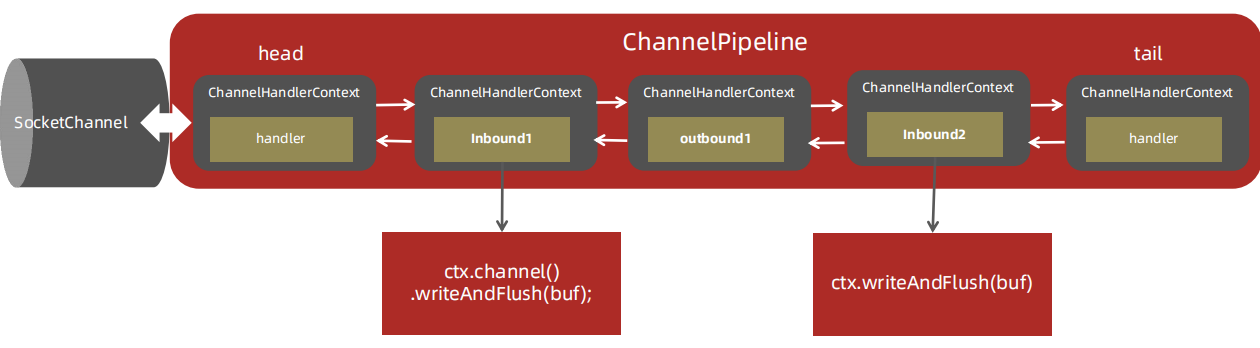 ChannelPipeline
head
tail
SocketChannel
ChannelHandlerContext
handler
ChannelHandlerContext
Inbound1
ChannelHandlerContext
outbound1
ChannelHandlerContext
Inbound2
ChannelHandlerContext
handler
ctx.channel()
.writeAndFlush(buf);
ctx.writeAndFlush(buf)